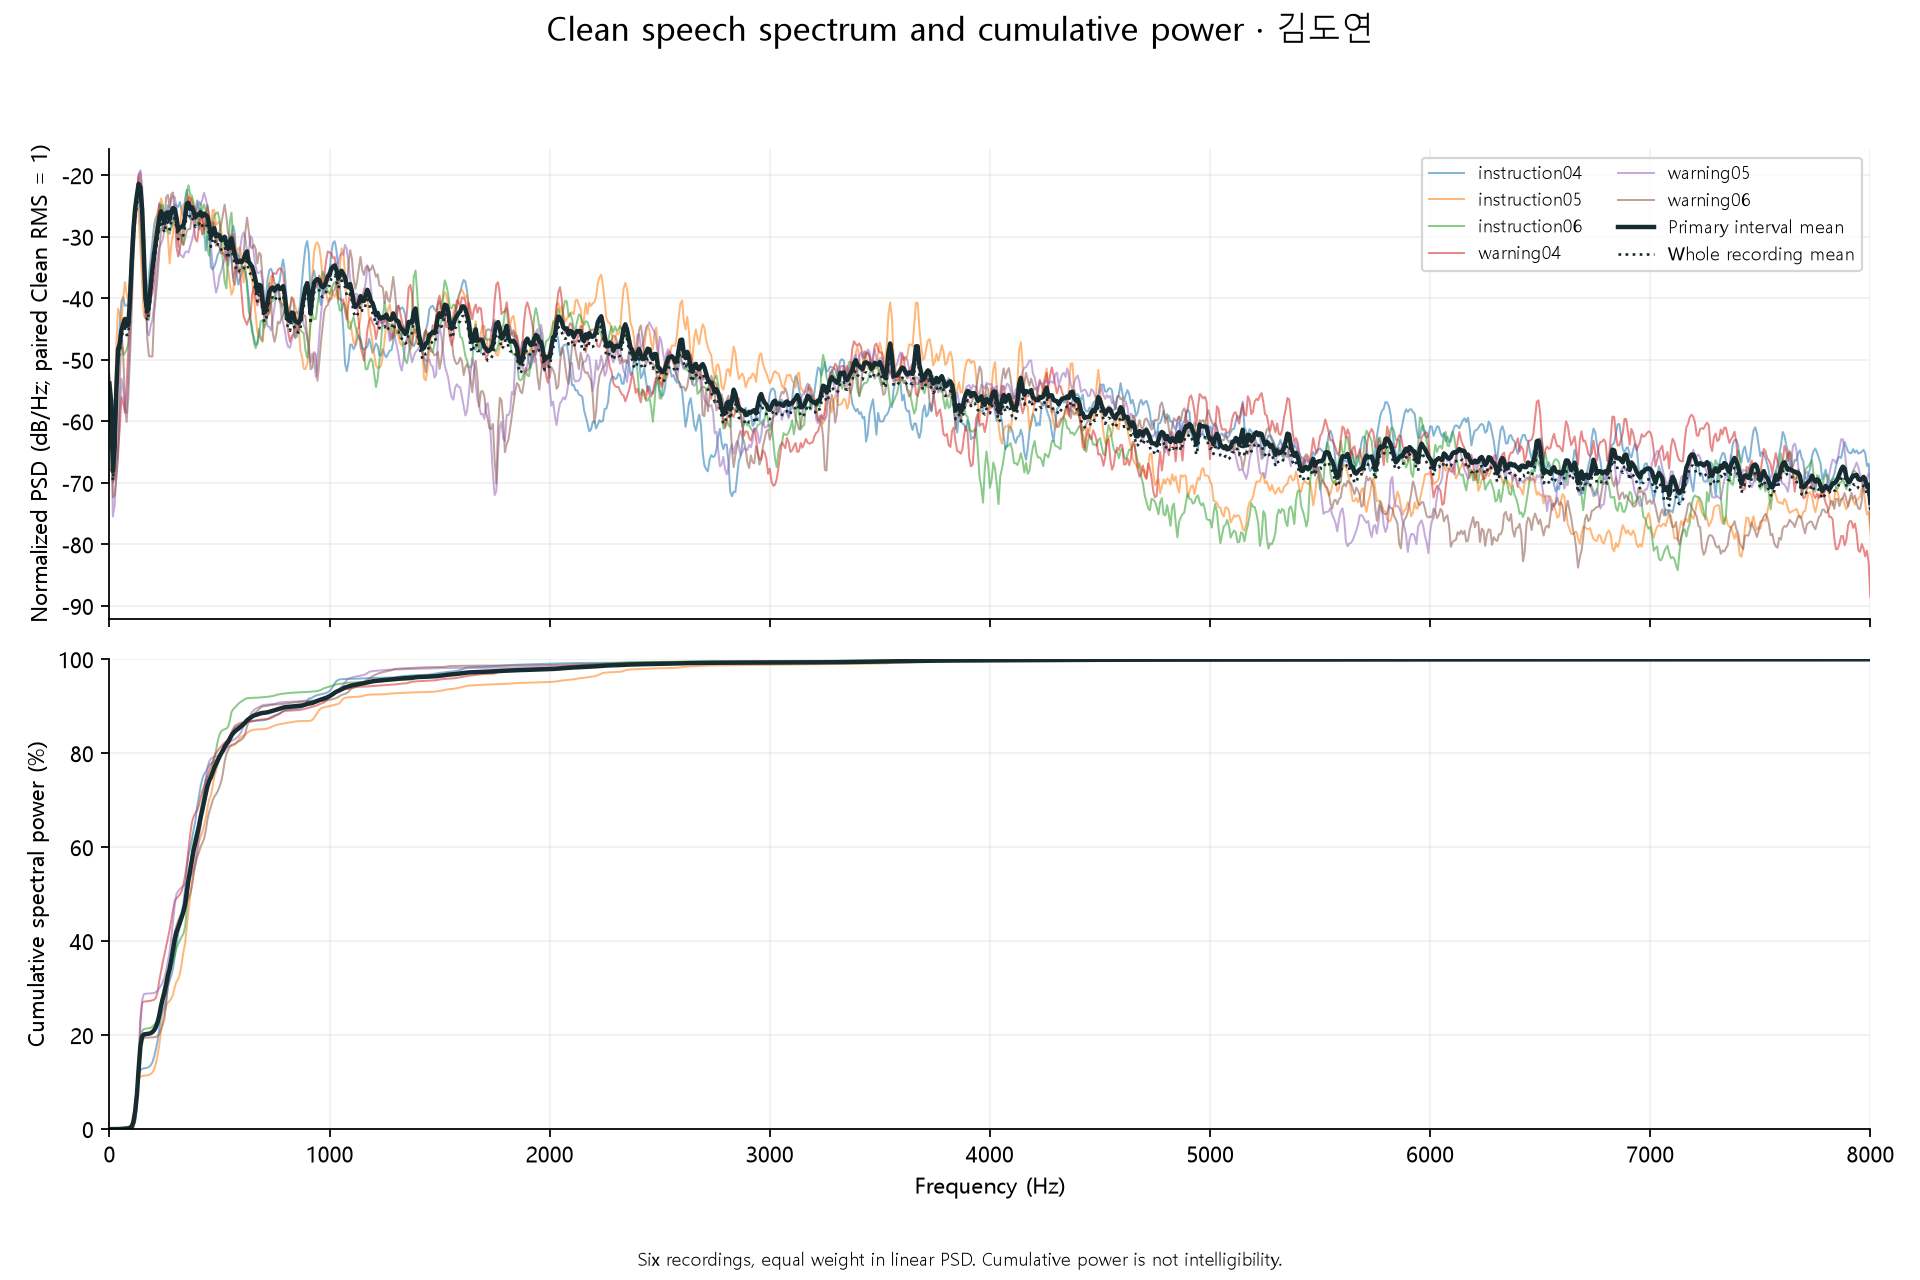 Clean speech spectrum and cumulative power · 김도연
Normalized PSD (dB/Hz; paired Clean RMS = 1)
-20
-30
-40
-50
-60
-70
-80
-90
instruction04
instruction05
instruction06
warning04
warning05
warning06
Primary interval mean
Whole recording mean
Cumulative spectral power (%)
100
80
60
40
20
0
0 1000 2000 3000 4000 5000 6000 7000 8000
Frequency (Hz)
Six recordings, equal weight in linear PSD. Cumulative power is not intelligibility.